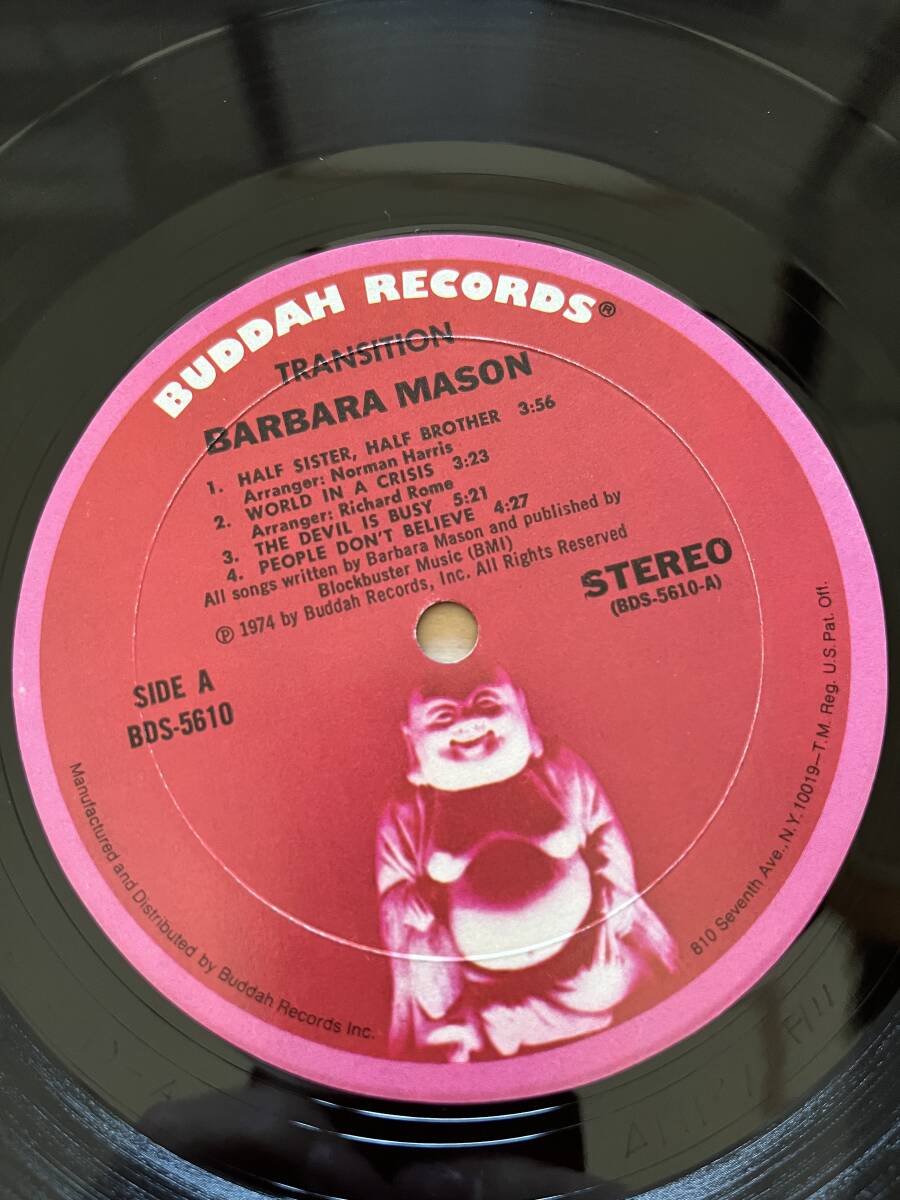 BUDDAH RECORDS®
TRANSITION
BARBARA MASON
1. HALF SISTER, HALF BROTHER 3:56
Arranger: Norman Harris
2. WORLD IN A CRISIS 3:23
Arranger: Richard Rome
3. THE DEVIL IS BUSY 5:21
4. PEOPLE DON'T BELIEVE 4:27
All songs written by Barbara Mason and published by
Blockbuster Music (BMI)
℗ 1974 by Buddah Records, Inc. All Rights Reserved
STEREO
(BDS-5610-A)
SIDE A
BDS-5610
Manufactured and Distributed by Buddah Records Inc.
810 Seventh Ave., N.Y. 10019—T.M. Reg. U.S. Pat. Off.